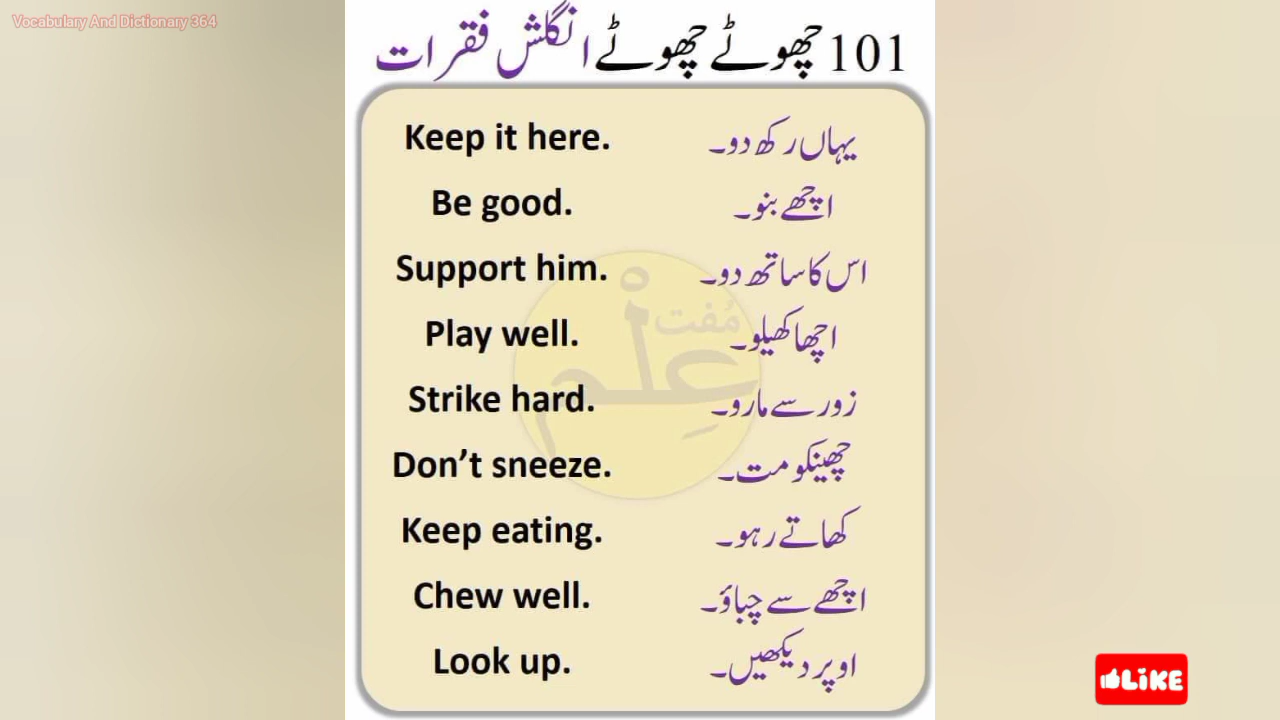 Vocabulary And Dictionary 364
101 چھوٹے چھوٹے انگلش فقرات
Keep it here. یہاں رکھ دو۔
Be good. اچھے بنو۔
Support him. اس کا ساتھ دو۔
Play well. اچھا کھیلو۔
Strike hard. زور سے مارو۔
Don’t sneeze. چھینکو مت۔
Keep eating. کھاتے رہو۔
Chew well. اچھے سے چباؤ۔
Look up. اوپر دیکھیں۔
مُفت
عِلْم
LiKE